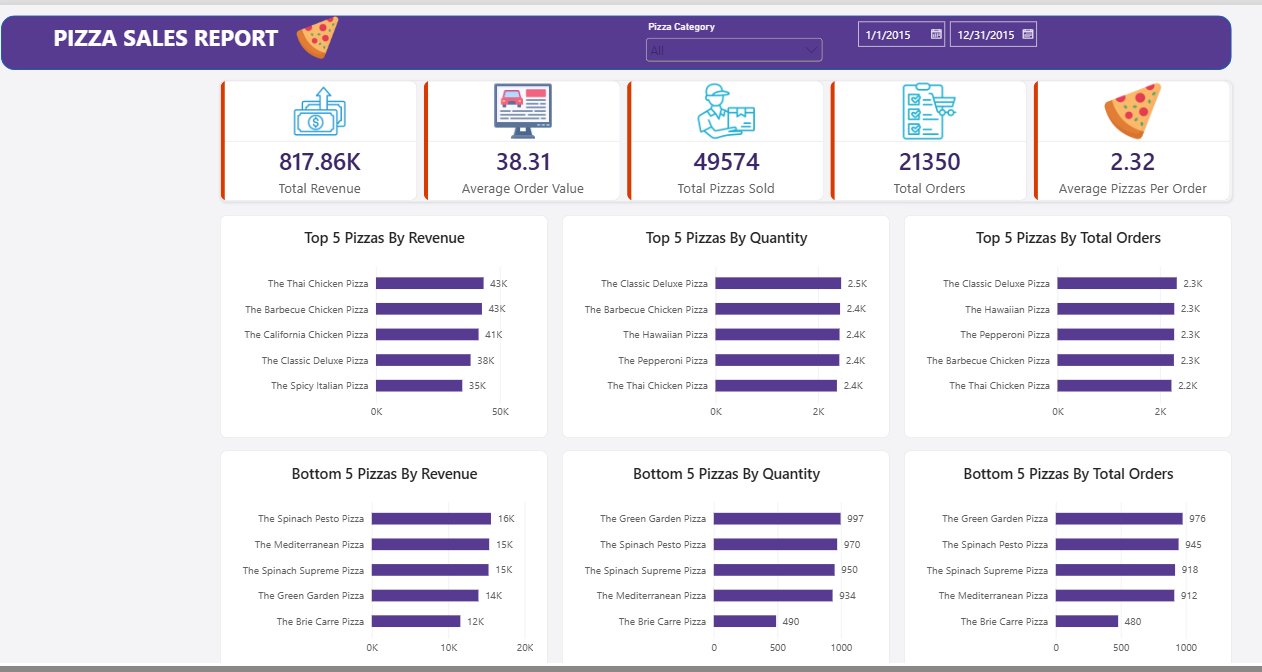 PIZZA SALES REPORT
Pizza Category
All
1/1/2015
12/31/2015
817.86K
Total Revenue
38.31
Average Order Value
49574
Total Pizzas Sold
21350
Total Orders
2.32
Average Pizzas Per Order
Top 5 Pizzas By Revenue
The Thai Chicken Pizza 43K
The Barbecue Chicken Pizza 43K
The California Chicken Pizza 41K
The Classic Deluxe Pizza 38K
The Spicy Italian Pizza 35K
0K 50K
Top 5 Pizzas By Quantity
The Classic Deluxe Pizza 2.5K
The Barbecue Chicken Pizza 2.4K
The Hawaiian Pizza 2.4K
The Pepperoni Pizza 2.4K
The Thai Chicken Pizza 2.4K
0K 2K
Top 5 Pizzas By Total Orders
The Classic Deluxe Pizza 2.3K
The Hawaiian Pizza 2.3K
The Pepperoni Pizza 2.3K
The Barbecue Chicken Pizza 2.3K
The Thai Chicken Pizza 2.2K
0K 2K
Bottom 5 Pizzas By Revenue
The Spinach Pesto Pizza 16K
The Mediterranean Pizza 15K
The Spinach Supreme Pizza 15K
The Green Garden Pizza 14K
The Brie Carre Pizza 12K
0K 10K 20K
Bottom 5 Pizzas By Quantity
The Green Garden Pizza 997
The Spinach Pesto Pizza 970
The Spinach Supreme Pizza 950
The Mediterranean Pizza 934
The Brie Carre Pizza 490
0 500 1000
Bottom 5 Pizzas By Total Orders
The Green Garden Pizza 976
The Spinach Pesto Pizza 945
The Spinach Supreme Pizza 918
The Mediterranean Pizza 912
The Brie Carre Pizza 480
0 500 1000